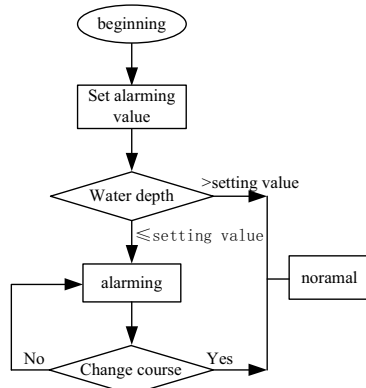 beginning
Set alarming
value
Water depth
>setting value
≤setting value
alarming
noramal
No
Change course
Yes